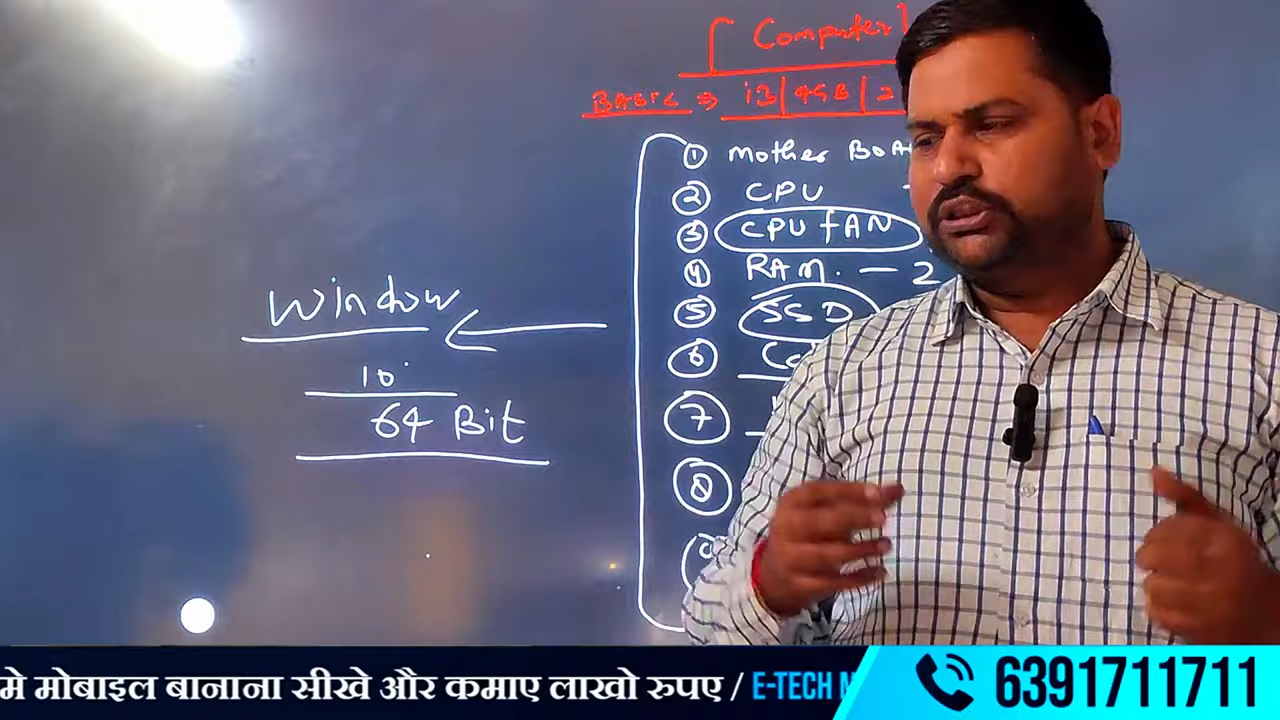 [ Computer ]
BASIC ⇒ i3 | 4GB | 2
① Mother BOA
② CPU
③ CPU fAN
④ RAM. — 2
⑤ SSD
⑥
⑦
⑧
Window
10
64 Bit
मे मोबाइल बानाना सीखे और कमाए लाखो रुपए / E-TECH M
6391711711